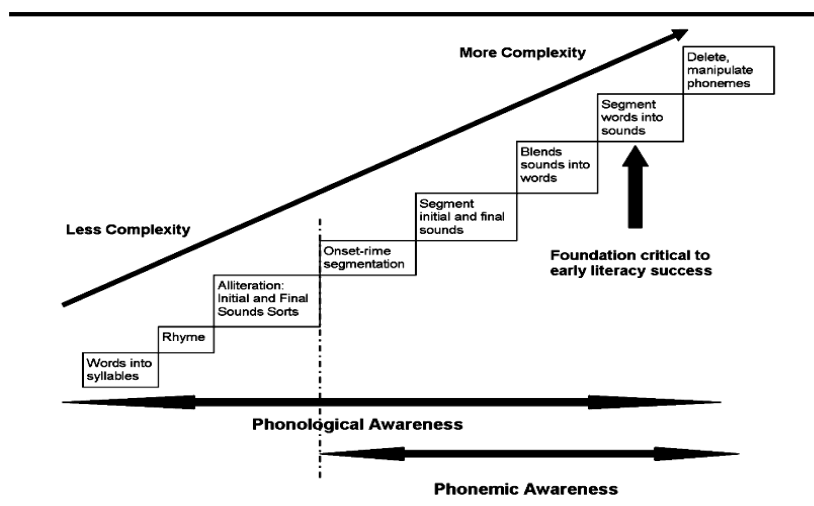 More Complexity
Delete,
manipulate
phonemes
Segment
words into
sounds
Blends
sounds into
words
Segment
initial and final
sounds
Less Complexity
Onset-rime
segmentation
Foundation critical to
early literacy success
Alliteration:
Initial and Final
Sounds Sorts
Rhyme
Words into
syllables
Phonological Awareness
Phonemic Awareness